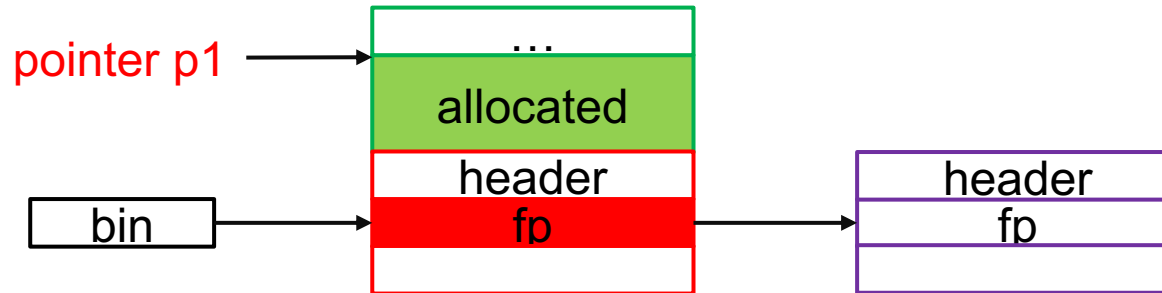 …
pointer p1
allocated
header
header
bin
fp
fp